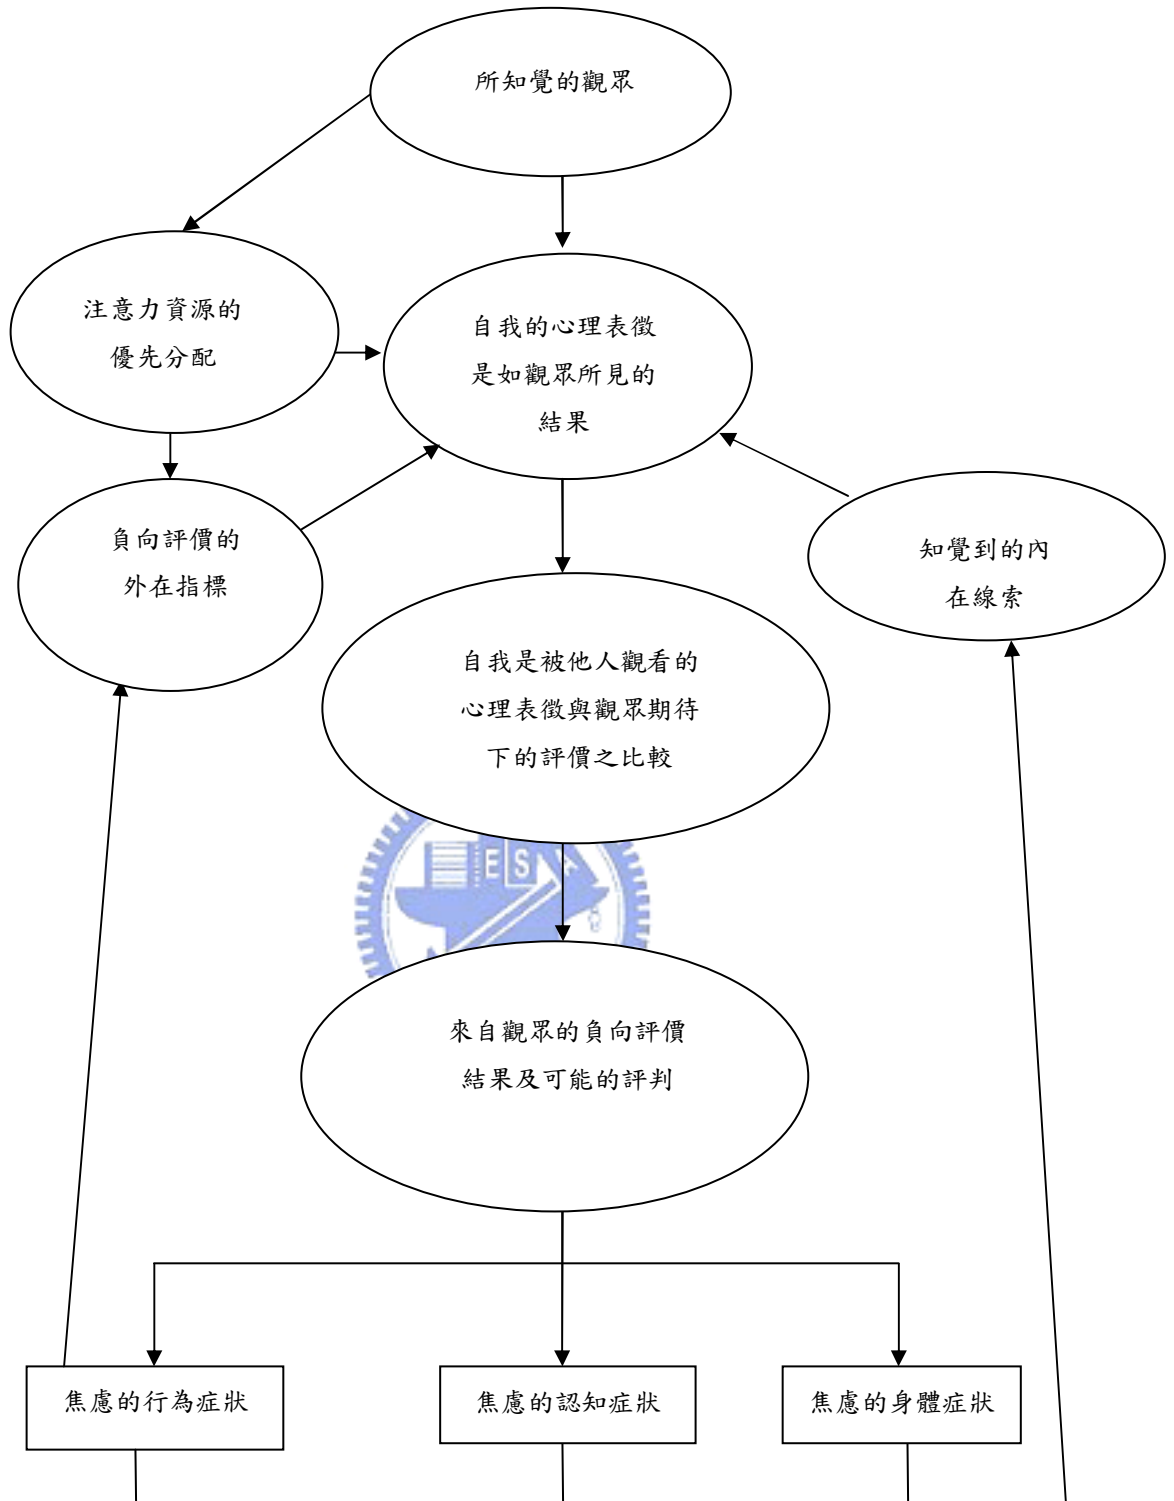 所知覺的觀眾
注意力資源的
優先分配
自我的心理表徵
是如觀眾所見的
結果
負向評價的
外在指標
知覺到的內
在線索
自我是被他人觀看的
心理表徵與觀眾期待
下的評價之比較
ES
來自觀眾的負向評價
結果及可能的評判
焦慮的行為症狀
焦慮的認知症狀
焦慮的身體症狀